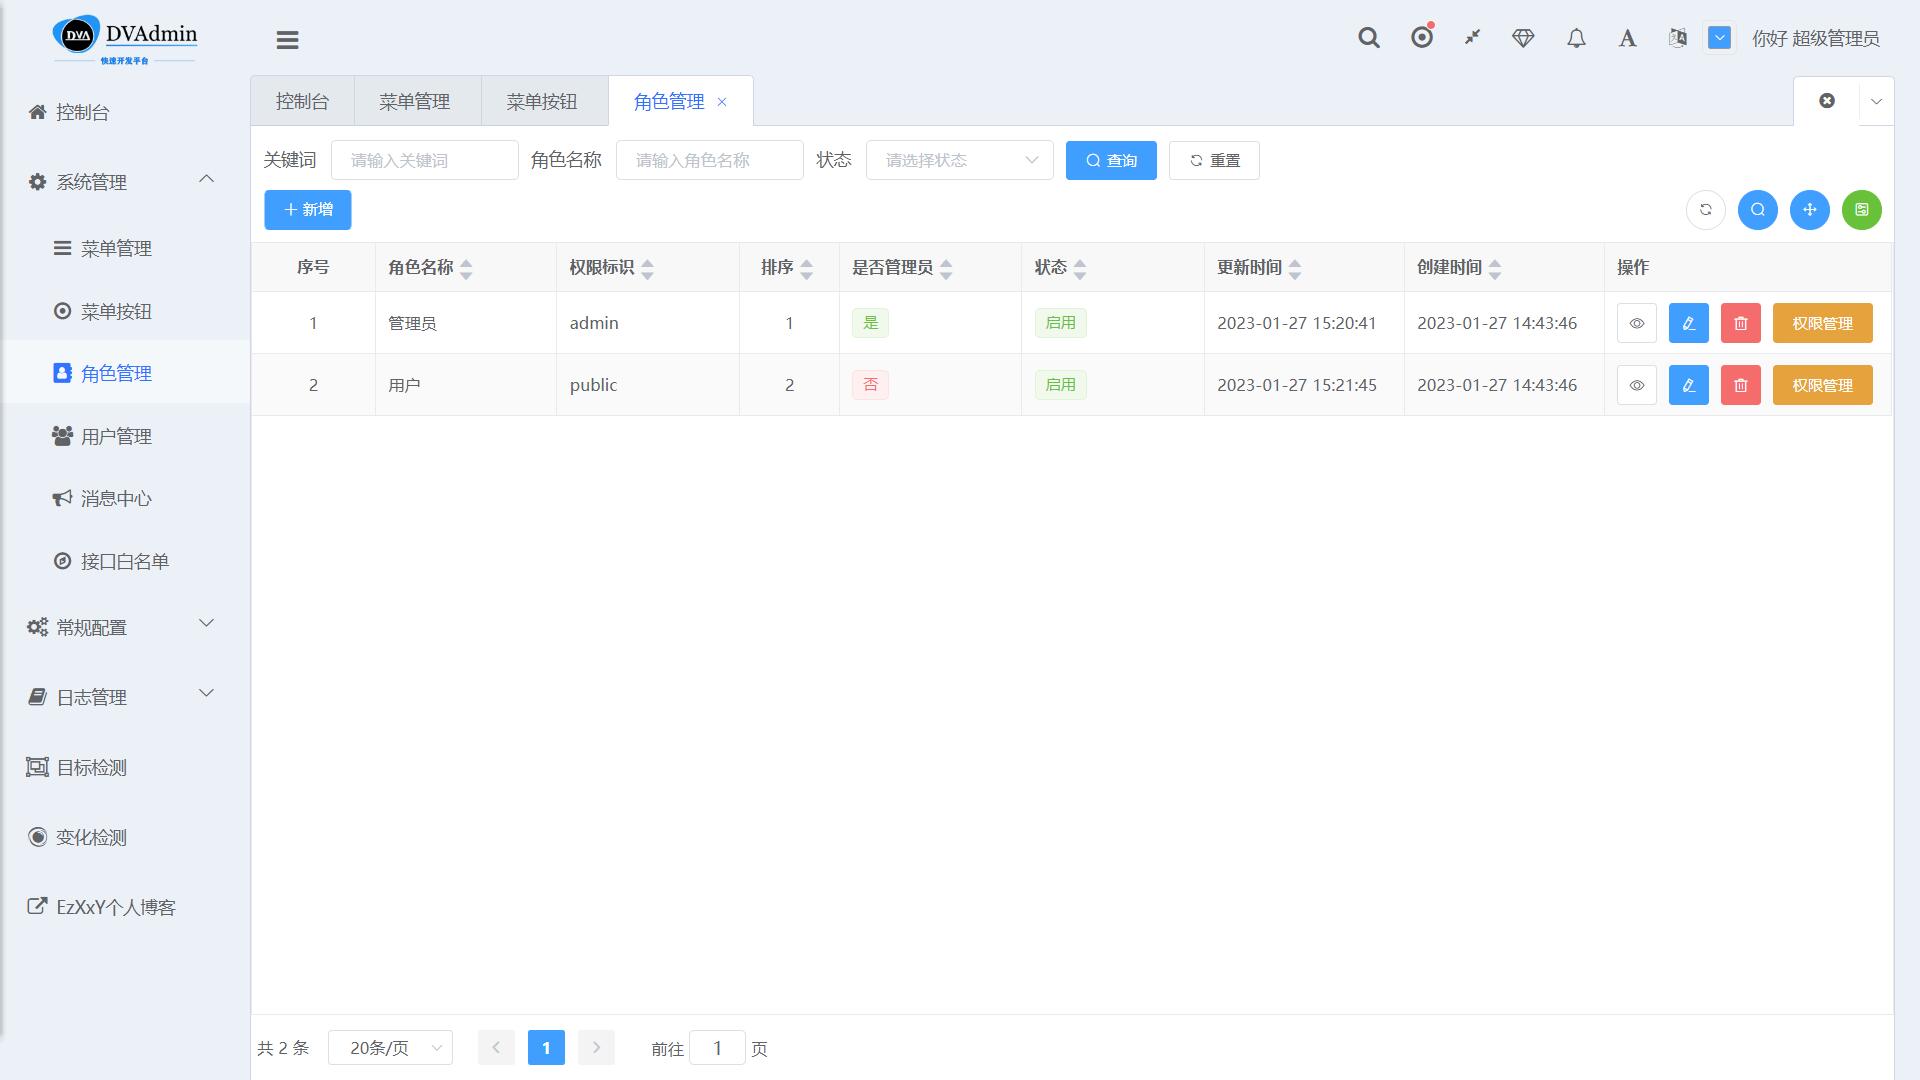 DVA DVAdmin
快速开发平台
你好 超级管理员
控制台
系统管理
菜单管理
菜单按钮
角色管理
用户管理
消息中心
接口白名单
常规配置
日志管理
目标检测
变化检测
EzXxY个人博客
控制台 菜单管理 菜单按钮 角色管理
关键词 请输入关键词 角色名称 请输入角色名称 状态 请选择状态 查询 重置
新增
序号 角色名称 权限标识 排序 是否管理员 状态 更新时间 创建时间 操作
1 管理员 admin 1 是 启用 2023-01-27 15:20:41 2023-01-27 14:43:46 权限管理
2 用户 public 2 否 启用 2023-01-27 15:21:45 2023-01-27 14:43:46 权限管理
共 2 条 20条/页 1 前往 1 页